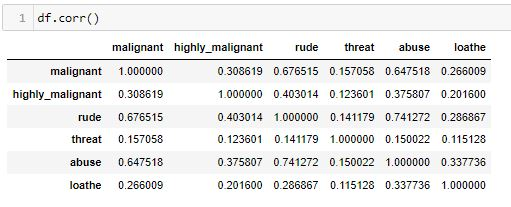 1 df.corr()
malignant highly_malignant rude threat abuse loathe
malignant 1.000000 0.308619 0.676515 0.157058 0.647518 0.266009
highly_malignant 0.308619 1.000000 0.403014 0.123601 0.375807 0.201600
rude 0.676515 0.403014 1.000000 0.141179 0.741272 0.286867
threat 0.157058 0.123601 0.141179 1.000000 0.150022 0.115128
abuse 0.647518 0.375807 0.741272 0.150022 1.000000 0.337736
loathe 0.266009 0.201600 0.286867 0.115128 0.337736 1.000000